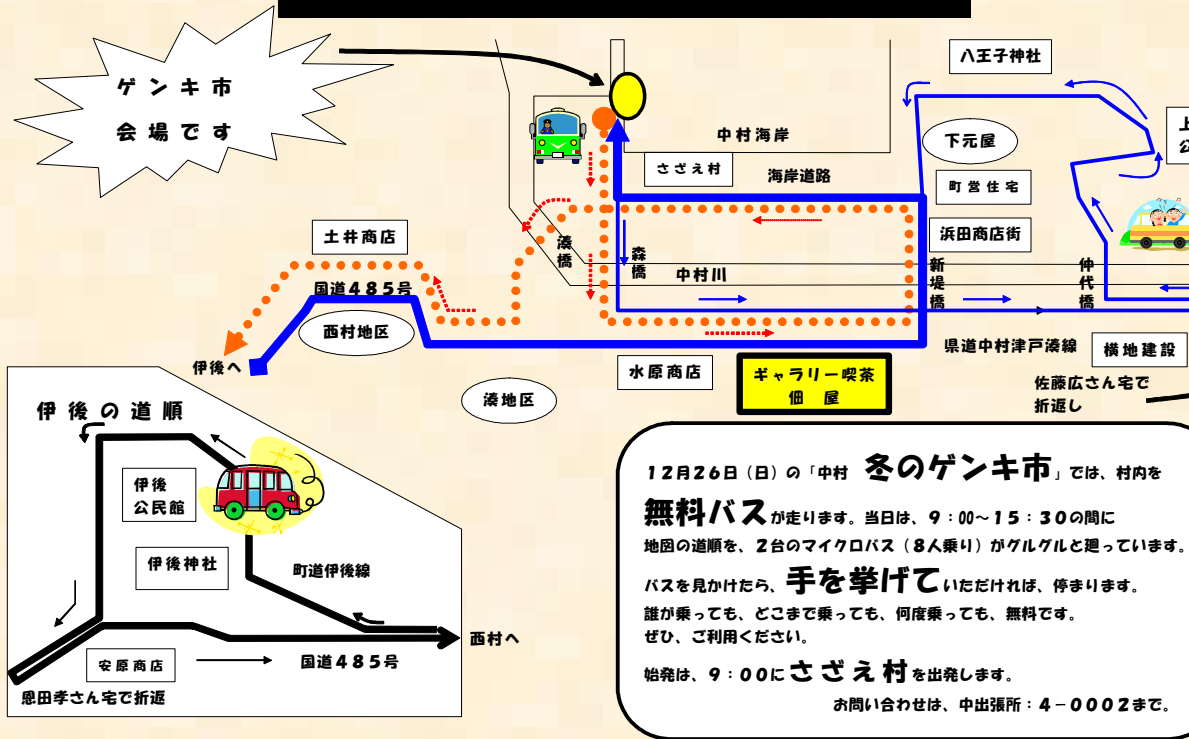 ゲンキ市
会場です
八王子神社
上
公
中村海岸
下元屋
さざえ村
海岸道路
町営住宅
土井商店
浜田商店街
湊橋
森橋
中村川
新堤橋
仲代橋
国道485号
西村地区
伊後へ
水原商店
ギャラリー喫茶
佃 屋
県道中村津戸湊線
横地建設
佐藤広さん宅で
折返し
湊地区
伊後の道順
伊後
公民館
伊後神社
町道伊後線
西村へ
安原商店
国道485号
恩田孝さん宅で折返
12月26日(日)の「中村 冬のゲンキ市」では、村内を
無料バスが走ります。当日は、9:00~15:30の間に
地図の道順を、2台のマイクロバス(8人乗り)がグルグルと廻っています。
バスを見かけたら、手を挙げていただければ、停まります。
誰が乗っても、どこまで乗っても、何度乗っても、無料です。
ぜひ、ご利用ください。
始発は、9:00にさざえ村を出発します。
お問い合わせは、中出張所:4-0002まで。